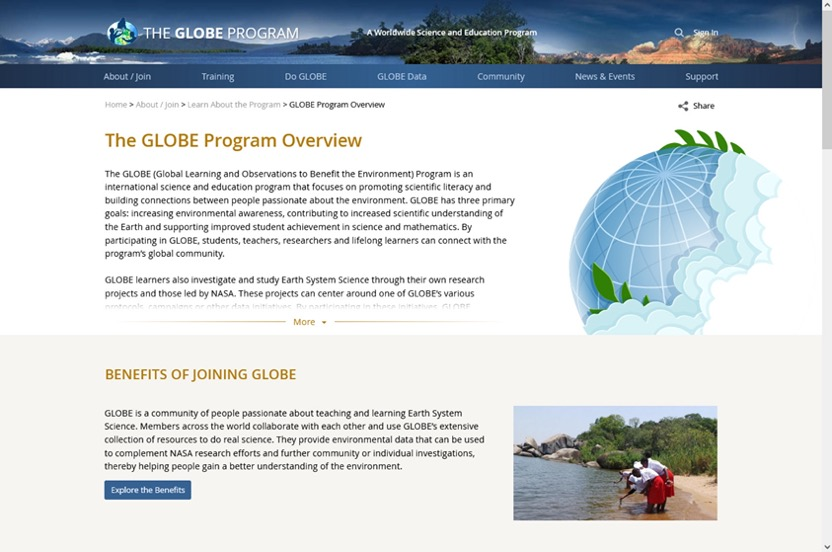 THE GLOBE PROGRAM
A Worldwide Science and Education Program
Sign In
About / Join
Training
Do GLOBE
GLOBE Data
Community
News & Events
Support
Home > About / Join > Learn About the Program > GLOBE Program Overview
Share
The GLOBE Program Overview
The GLOBE (Global Learning and Observations to Benefit the Environment) Program is an
international science and education program that focuses on promoting scientific literacy and
building connections between people passionate about the environment. GLOBE has three primary
goals: increasing environmental awareness, contributing to increased scientific understanding of
the Earth and supporting improved student achievement in science and mathematics. By
participating in GLOBE, students, teachers, researchers and lifelong learners can connect with the
program's global community.
GLOBE learners also investigate and study Earth System Science through their own research
projects and those led by NASA. These projects can center around one of GLOBE's various
protocols, campaigns or other data initiatives. By participating in these initiatives, GLOBE
More
BENEFITS OF JOINING GLOBE
GLOBE is a community of people passionate about teaching and learning Earth System
Science. Members across the world collaborate with each other and use GLOBE's extensive
collection of resources to do real science. They provide environmental data that can be used
to complement NASA research efforts and further community or individual investigations,
thereby helping people gain a better understanding of the environment.
Explore the Benefits